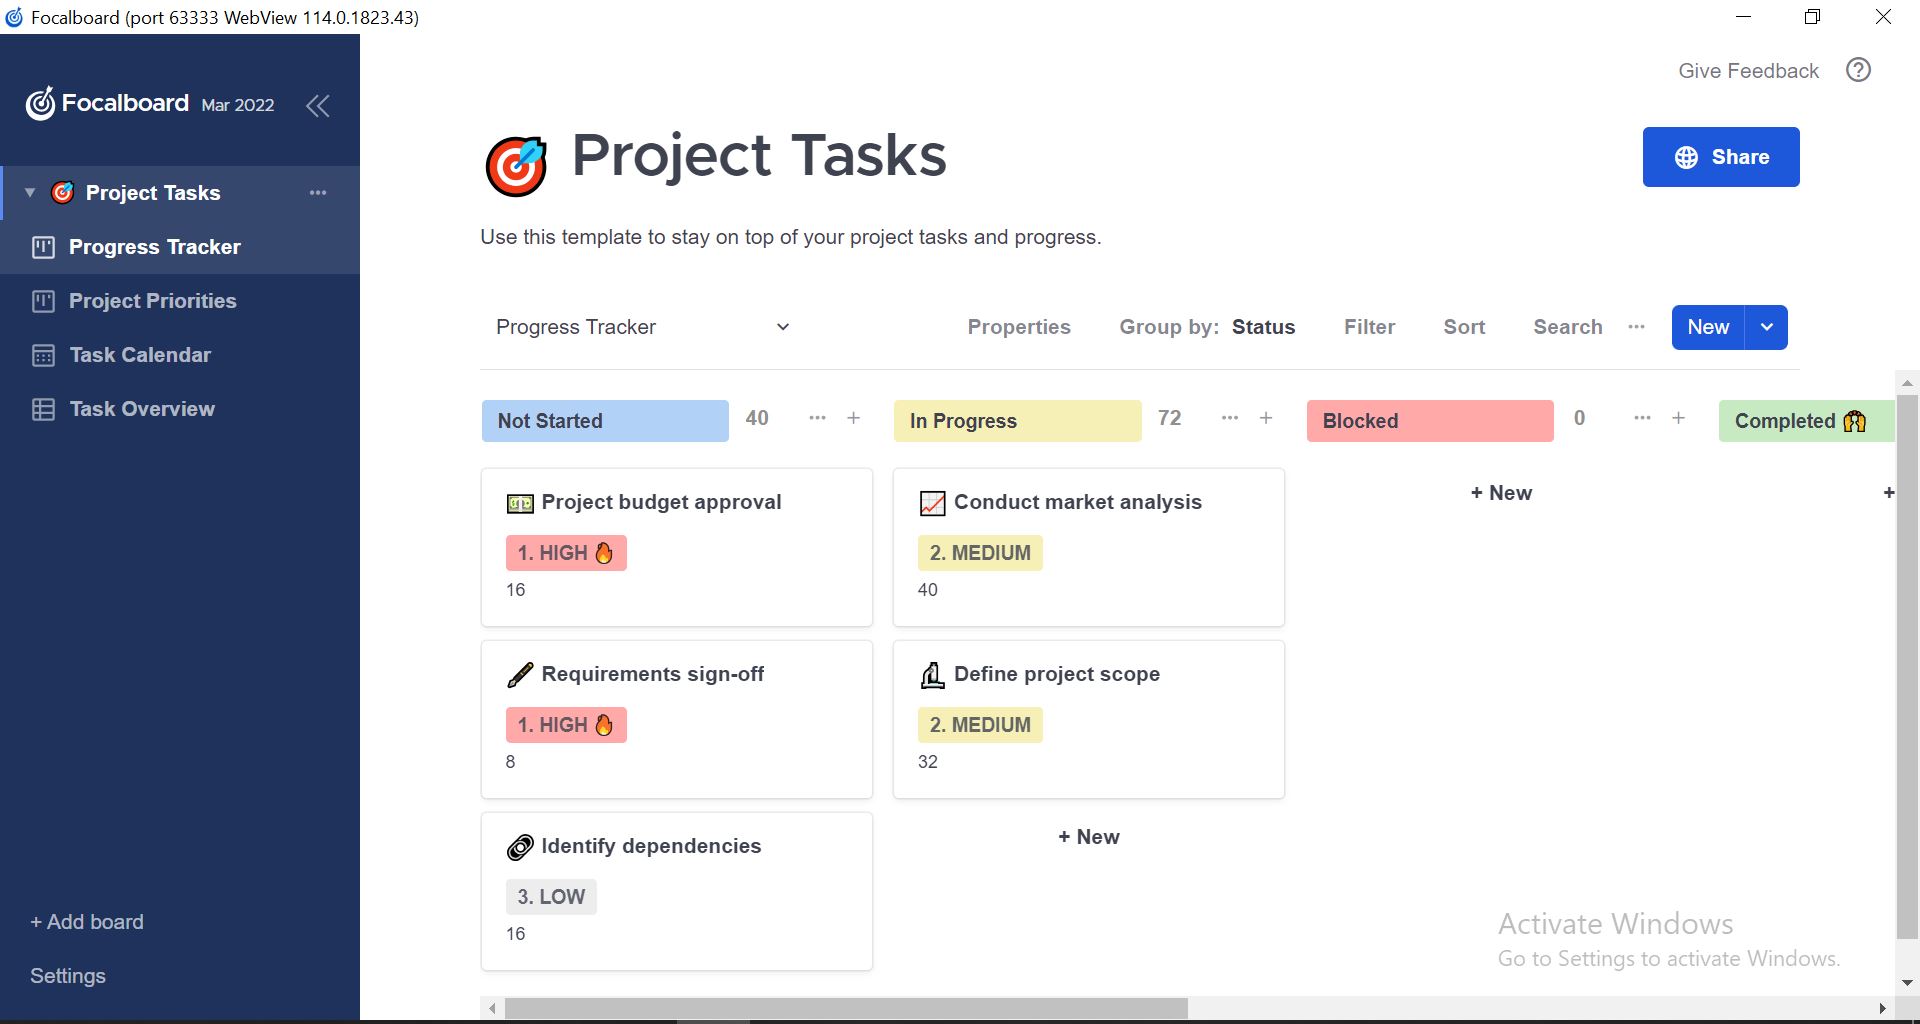 Focalboard (port 63333 WebView 114.0.1823.43)
Give Feedback
Focalboard Mar 2022
Project Tasks
Progress Tracker
Project Priorities
Task Calendar
Task Overview
+ Add board
Settings
Project Tasks
Share
Use this template to stay on top of your project tasks and progress.
Progress Tracker Properties Group by: Status Filter Sort Search ··· New
Not Started 40 ··· +
Project budget approval
1. HIGH 🔥
16
Requirements sign-off
1. HIGH 🔥
8
Identify dependencies
3. LOW
16
In Progress 72 ··· +
Conduct market analysis
2. MEDIUM
40
Define project scope
2. MEDIUM
32
+ New
Blocked 0 ··· +
+ New
Completed 🙌
+
Activate Windows
Go to Settings to activate Windows.